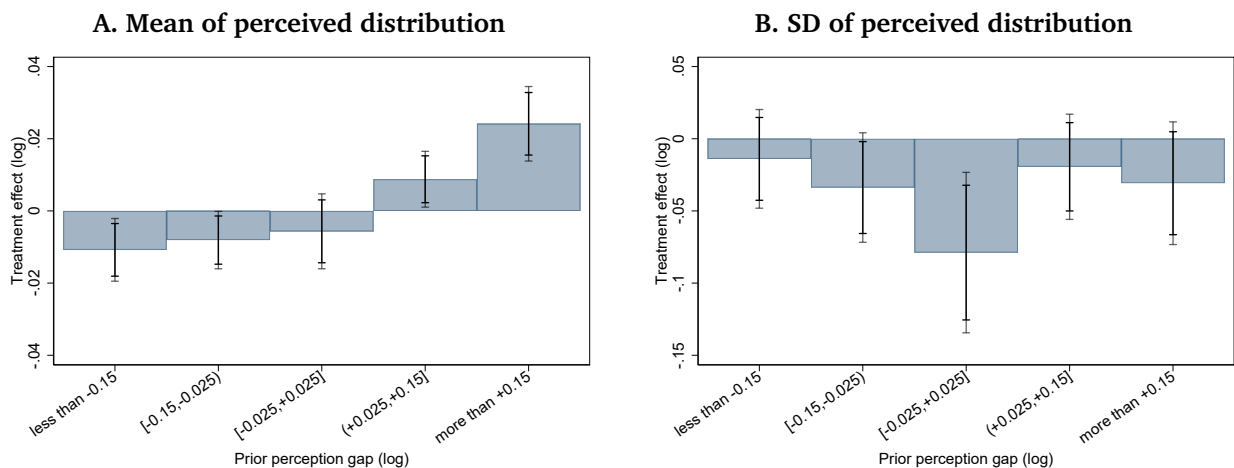 A. Mean of perceived distribution
Treatment effect (log)
.04
.02
0
-.02
-.04
less than -0.15
[-0.15,-0.025)
[-0.025,+0.025]
(+0.025,+0.15]
more than +0.15
Prior perception gap (log)
B. SD of perceived distribution
Treatment effect (log)
.05
0
-.05
-.1
-.15
less than -0.15
[-0.15,-0.025)
[-0.025,+0.025]
(+0.025,+0.15]
more than +0.15
Prior perception gap (log)